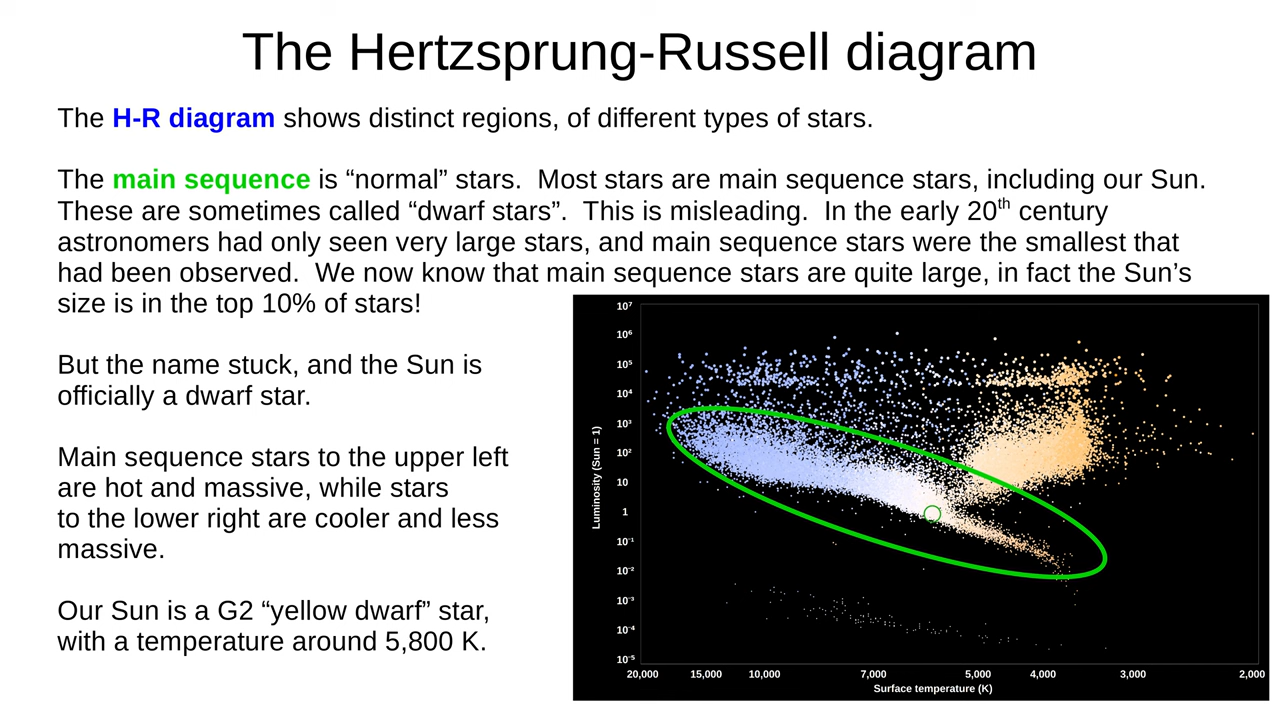 The Hertzsprung-Russell diagram
The H-R diagram shows distinct regions, of different types of stars.
The main sequence is “normal” stars.  Most stars are main sequence stars, including our Sun.
These are sometimes called “dwarf stars”.  This is misleading.  In the early 20th century
astronomers had only seen very large stars, and main sequence stars were the smallest that
had been observed.  We now know that main sequence stars are quite large, in fact the Sun’s
size is in the top 10% of stars!
But the name stuck, and the Sun is
officially a dwarf star.
Main sequence stars to the upper left
are hot and massive, while stars
to the lower right are cooler and less
massive.
Our Sun is a G2 “yellow dwarf” star,
with a temperature around 5,800 K.
Luminosity (Sun = 1)
10⁷
10⁶
10⁵
10⁴
10³
10²
10
1
10⁻¹
10⁻²
10⁻³
10⁻⁴
10⁻⁵
20,000 15,000 10,000 7,000 5,000 4,000 3,000 2,000
Surface temperature (K)